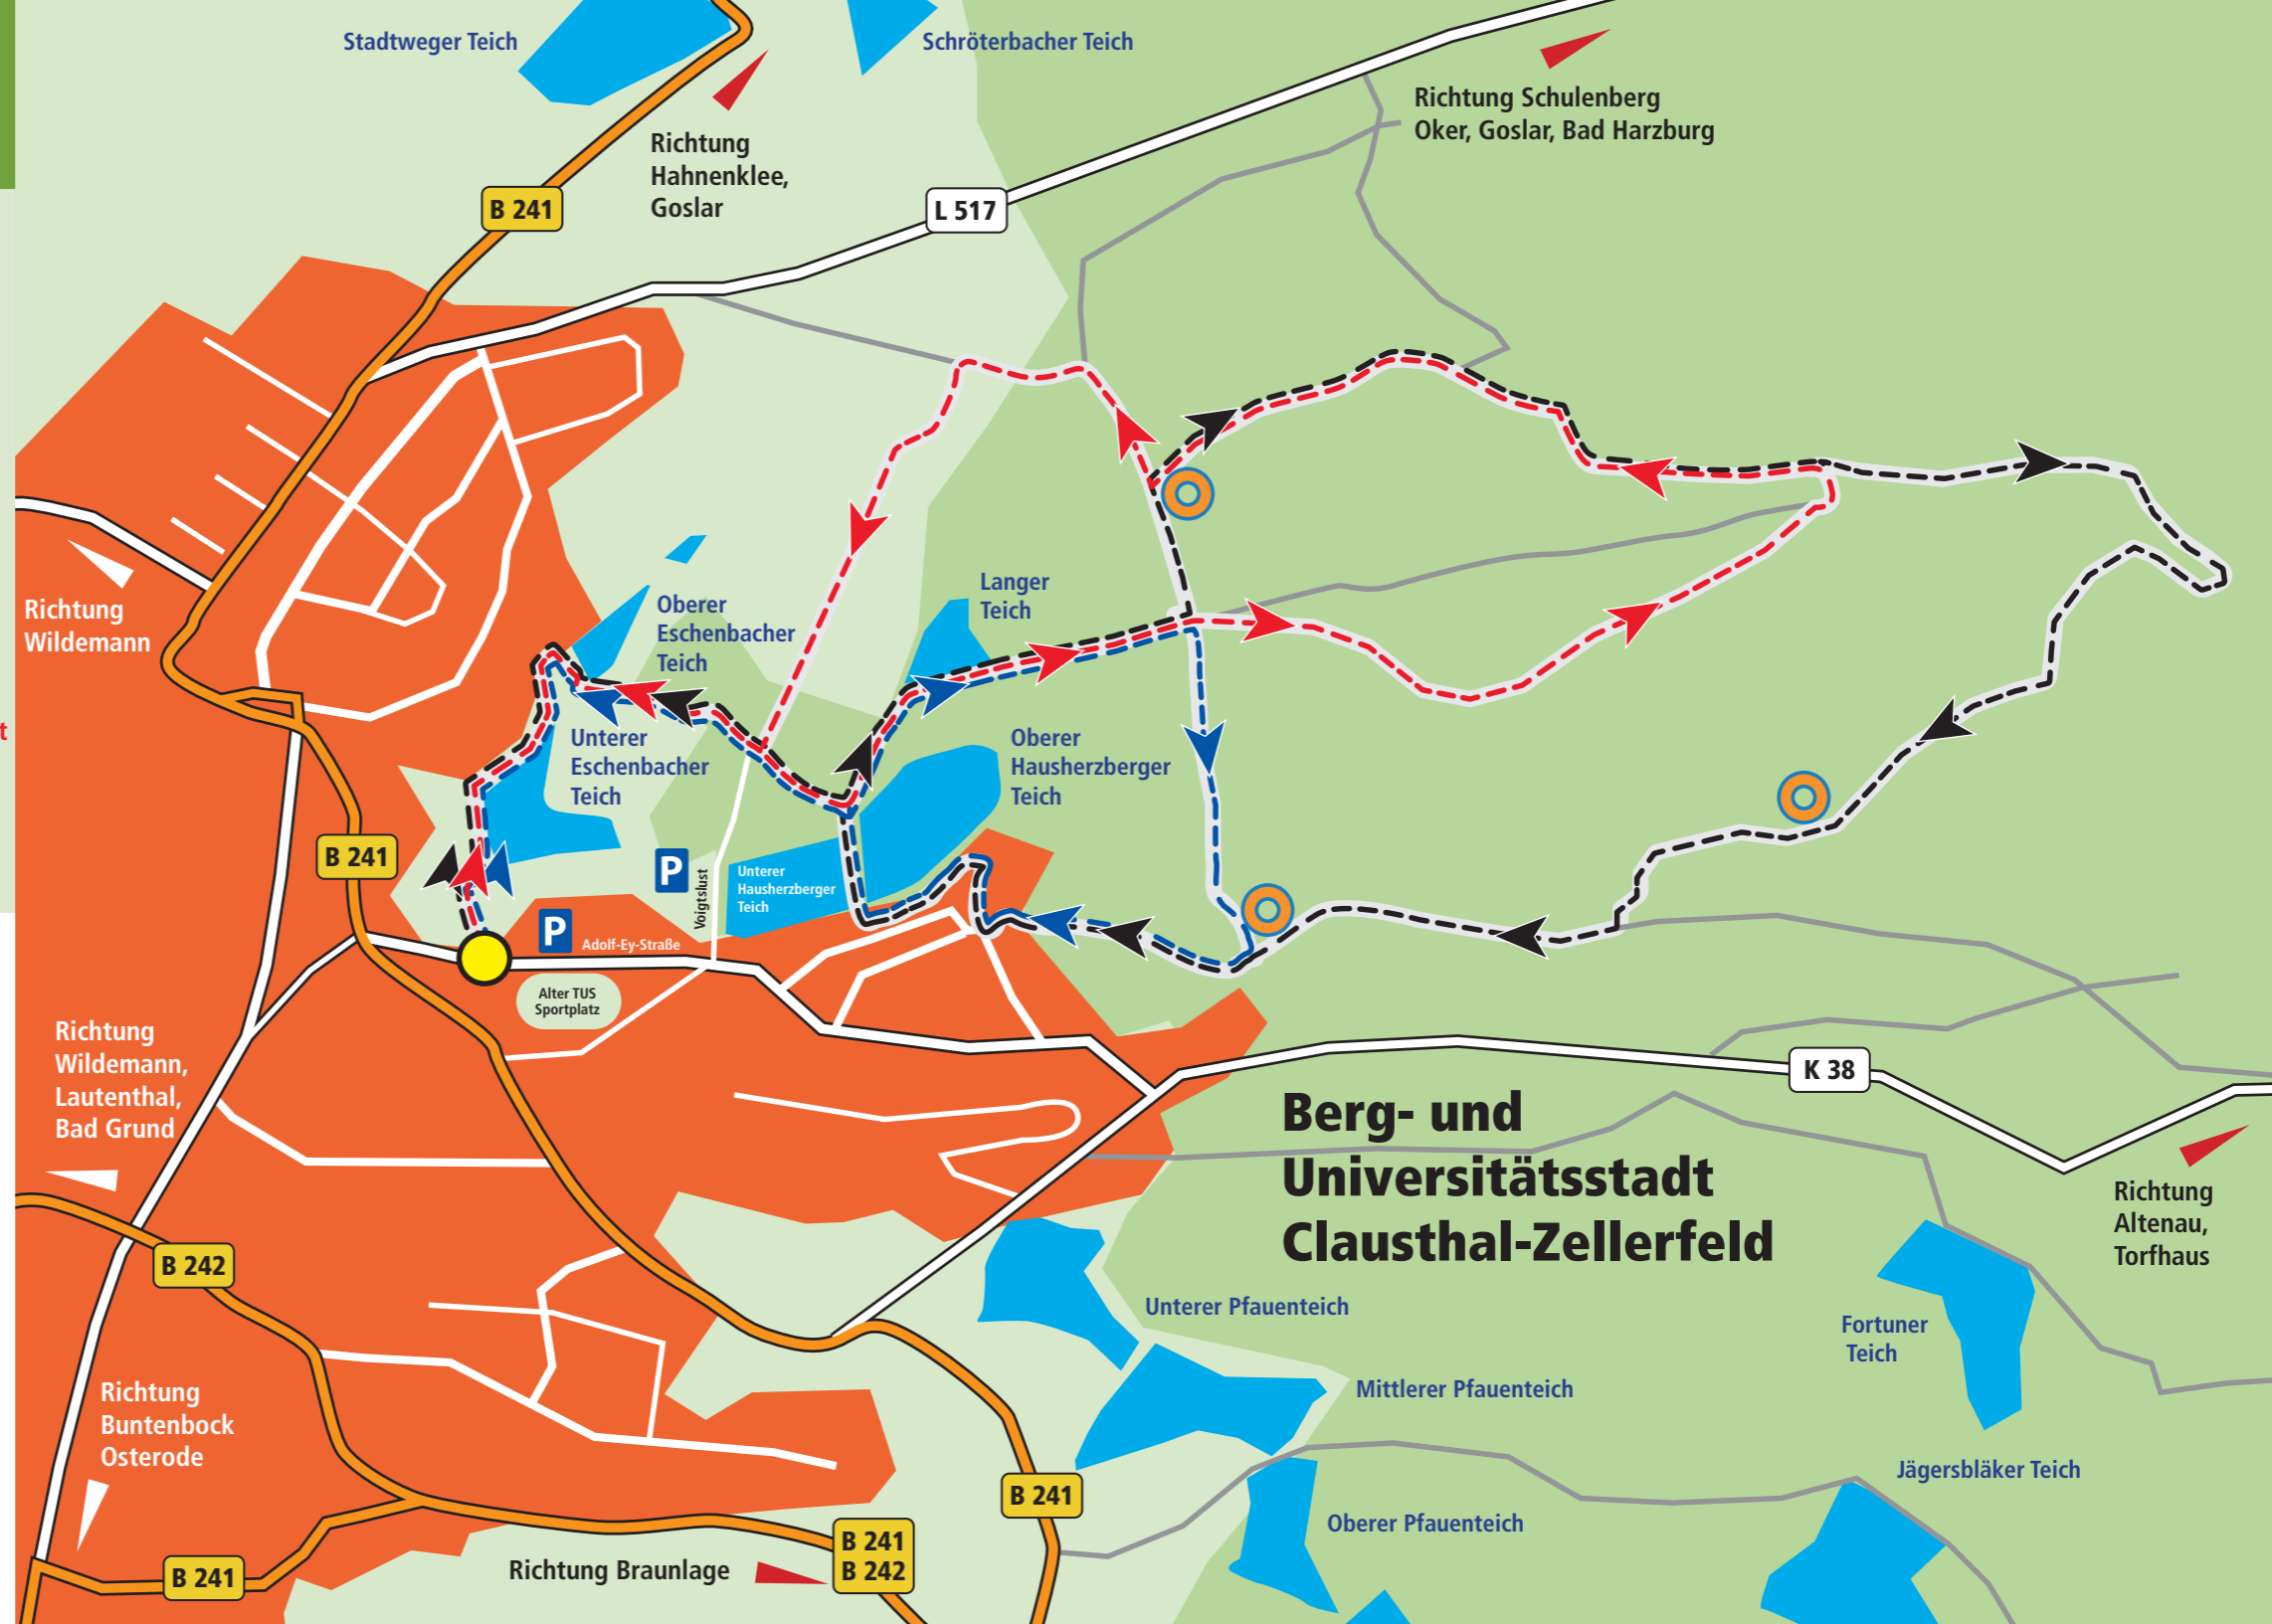 Stadtweger Teich
Schröterbacher Teich
Richtung
Hahnenklee,
Goslar
Richtung Schulenberg
Oker, Goslar, Bad Harzburg
B 241
L 517
Richtung
Wildemann
Oberer
Eschenbacher
Teich
Langer
Teich
Unterer
Eschenbacher
Teich
Oberer
Hausherzberger
Teich
t
B 241
P
Voigtslust
Unterer
Hausherzberger
Teich
P
Adolf-Ey-Straße
Alter TUS
Sportplatz
Richtung
Wildemann,
Lautenthal,
Bad Grund
K 38
Berg- und
Universitätsstadt
Clausthal-Zellerfeld
Richtung
Altenau,
Torfhaus
B 242
Unterer Pfauenteich
Fortuner
Teich
Mittlerer Pfauenteich
Richtung
Buntenbock
Osterode
Jägersbläker Teich
B 241
Oberer Pfauenteich
B 241
B 242
Richtung Braunlage
B 241